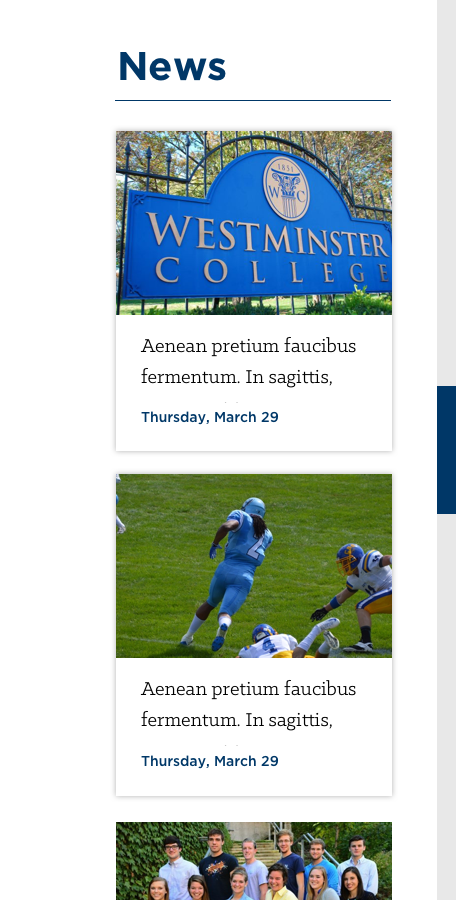 News
1851
W C
WESTMINSTER
COLLEGE
Aenean pretium faucibus
fermentum. In sagittis,
Thursday, March 29
2
Aenean pretium faucibus
fermentum. In sagittis,
Thursday, March 29